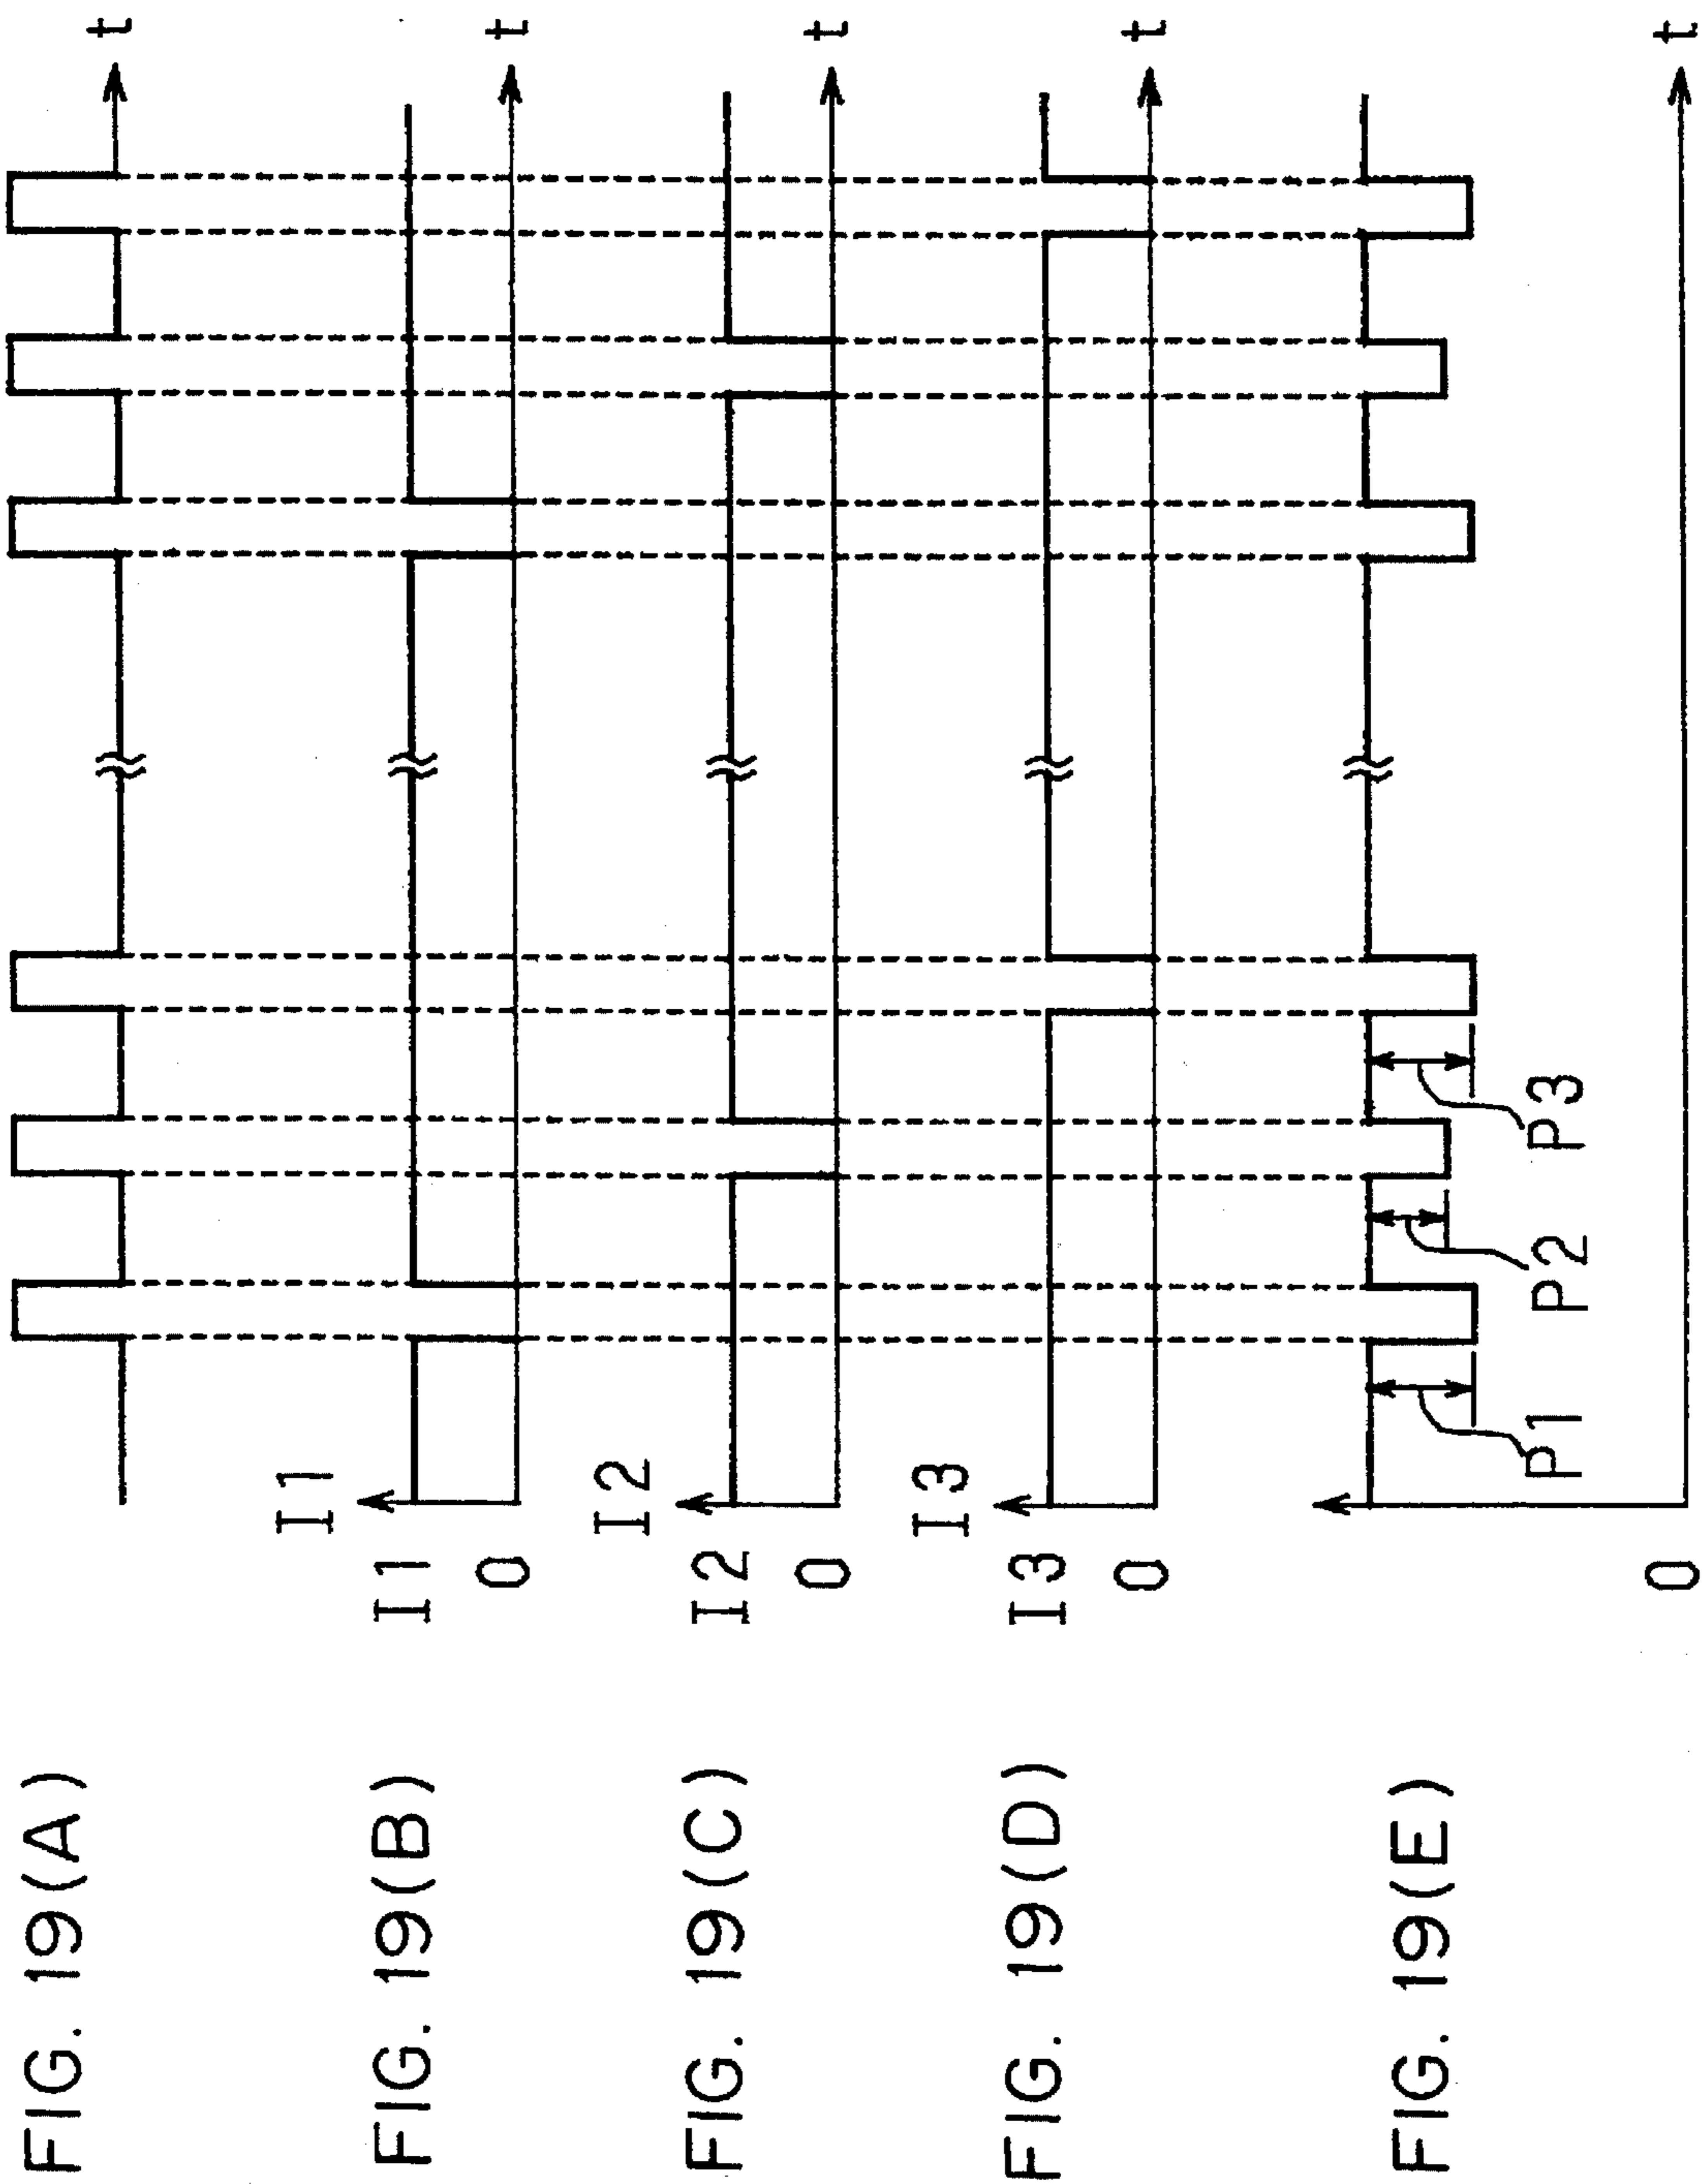 FIG. 19(A)
t
FIG. 19(B)
I1
I1
0
t
FIG. 19(C)
I2
I2
0
t
FIG. 19(D)
I3
I3
0
t
FIG. 19(E)
P1
P2
P3
0
t